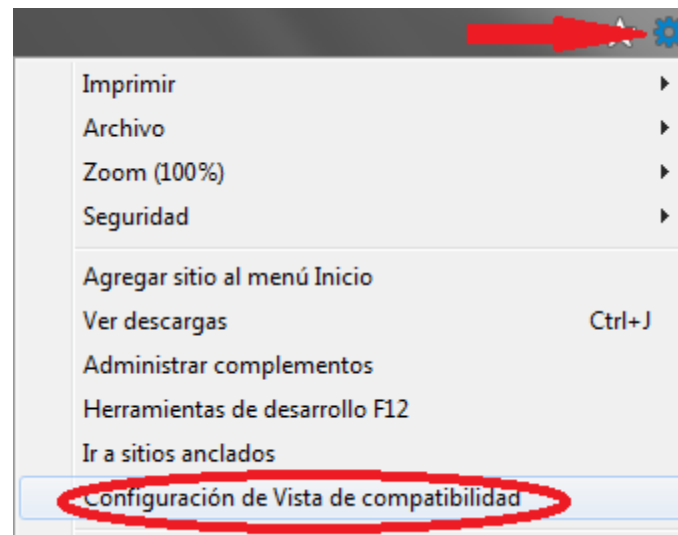 Imprimir
Archivo
Zoom (100%)
Seguridad
Agregar sitio al menú Inicio
Ver descargas Ctrl+J
Administrar complementos
Herramientas de desarrollo F12
Ir a sitios anclados
Configuración de Vista de compatibilidad